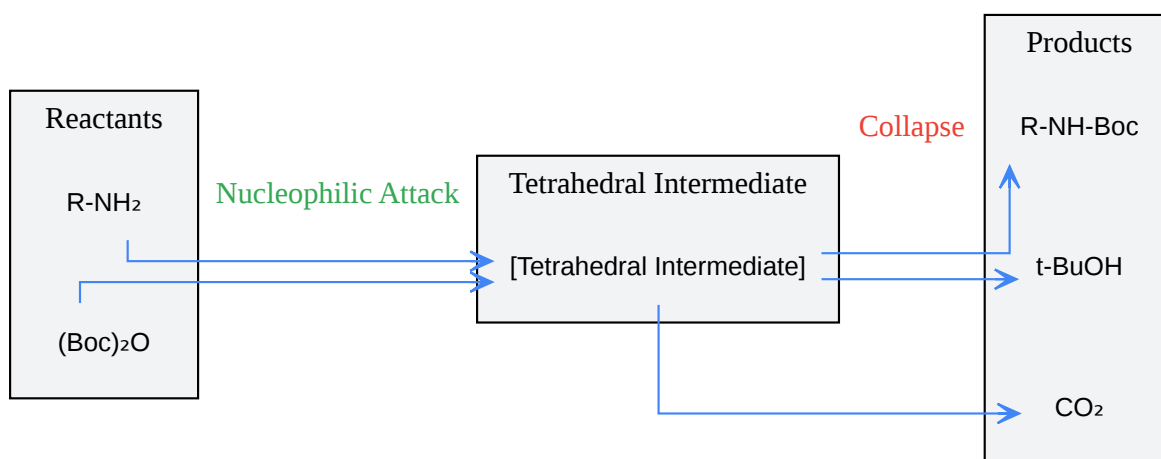 Reactants
R-NH₂
(Boc)₂O
Nucleophilic Attack
Tetrahedral Intermediate
[Tetrahedral Intermediate]
Collapse
Products
R-NH-Boc
t-BuOH
CO₂